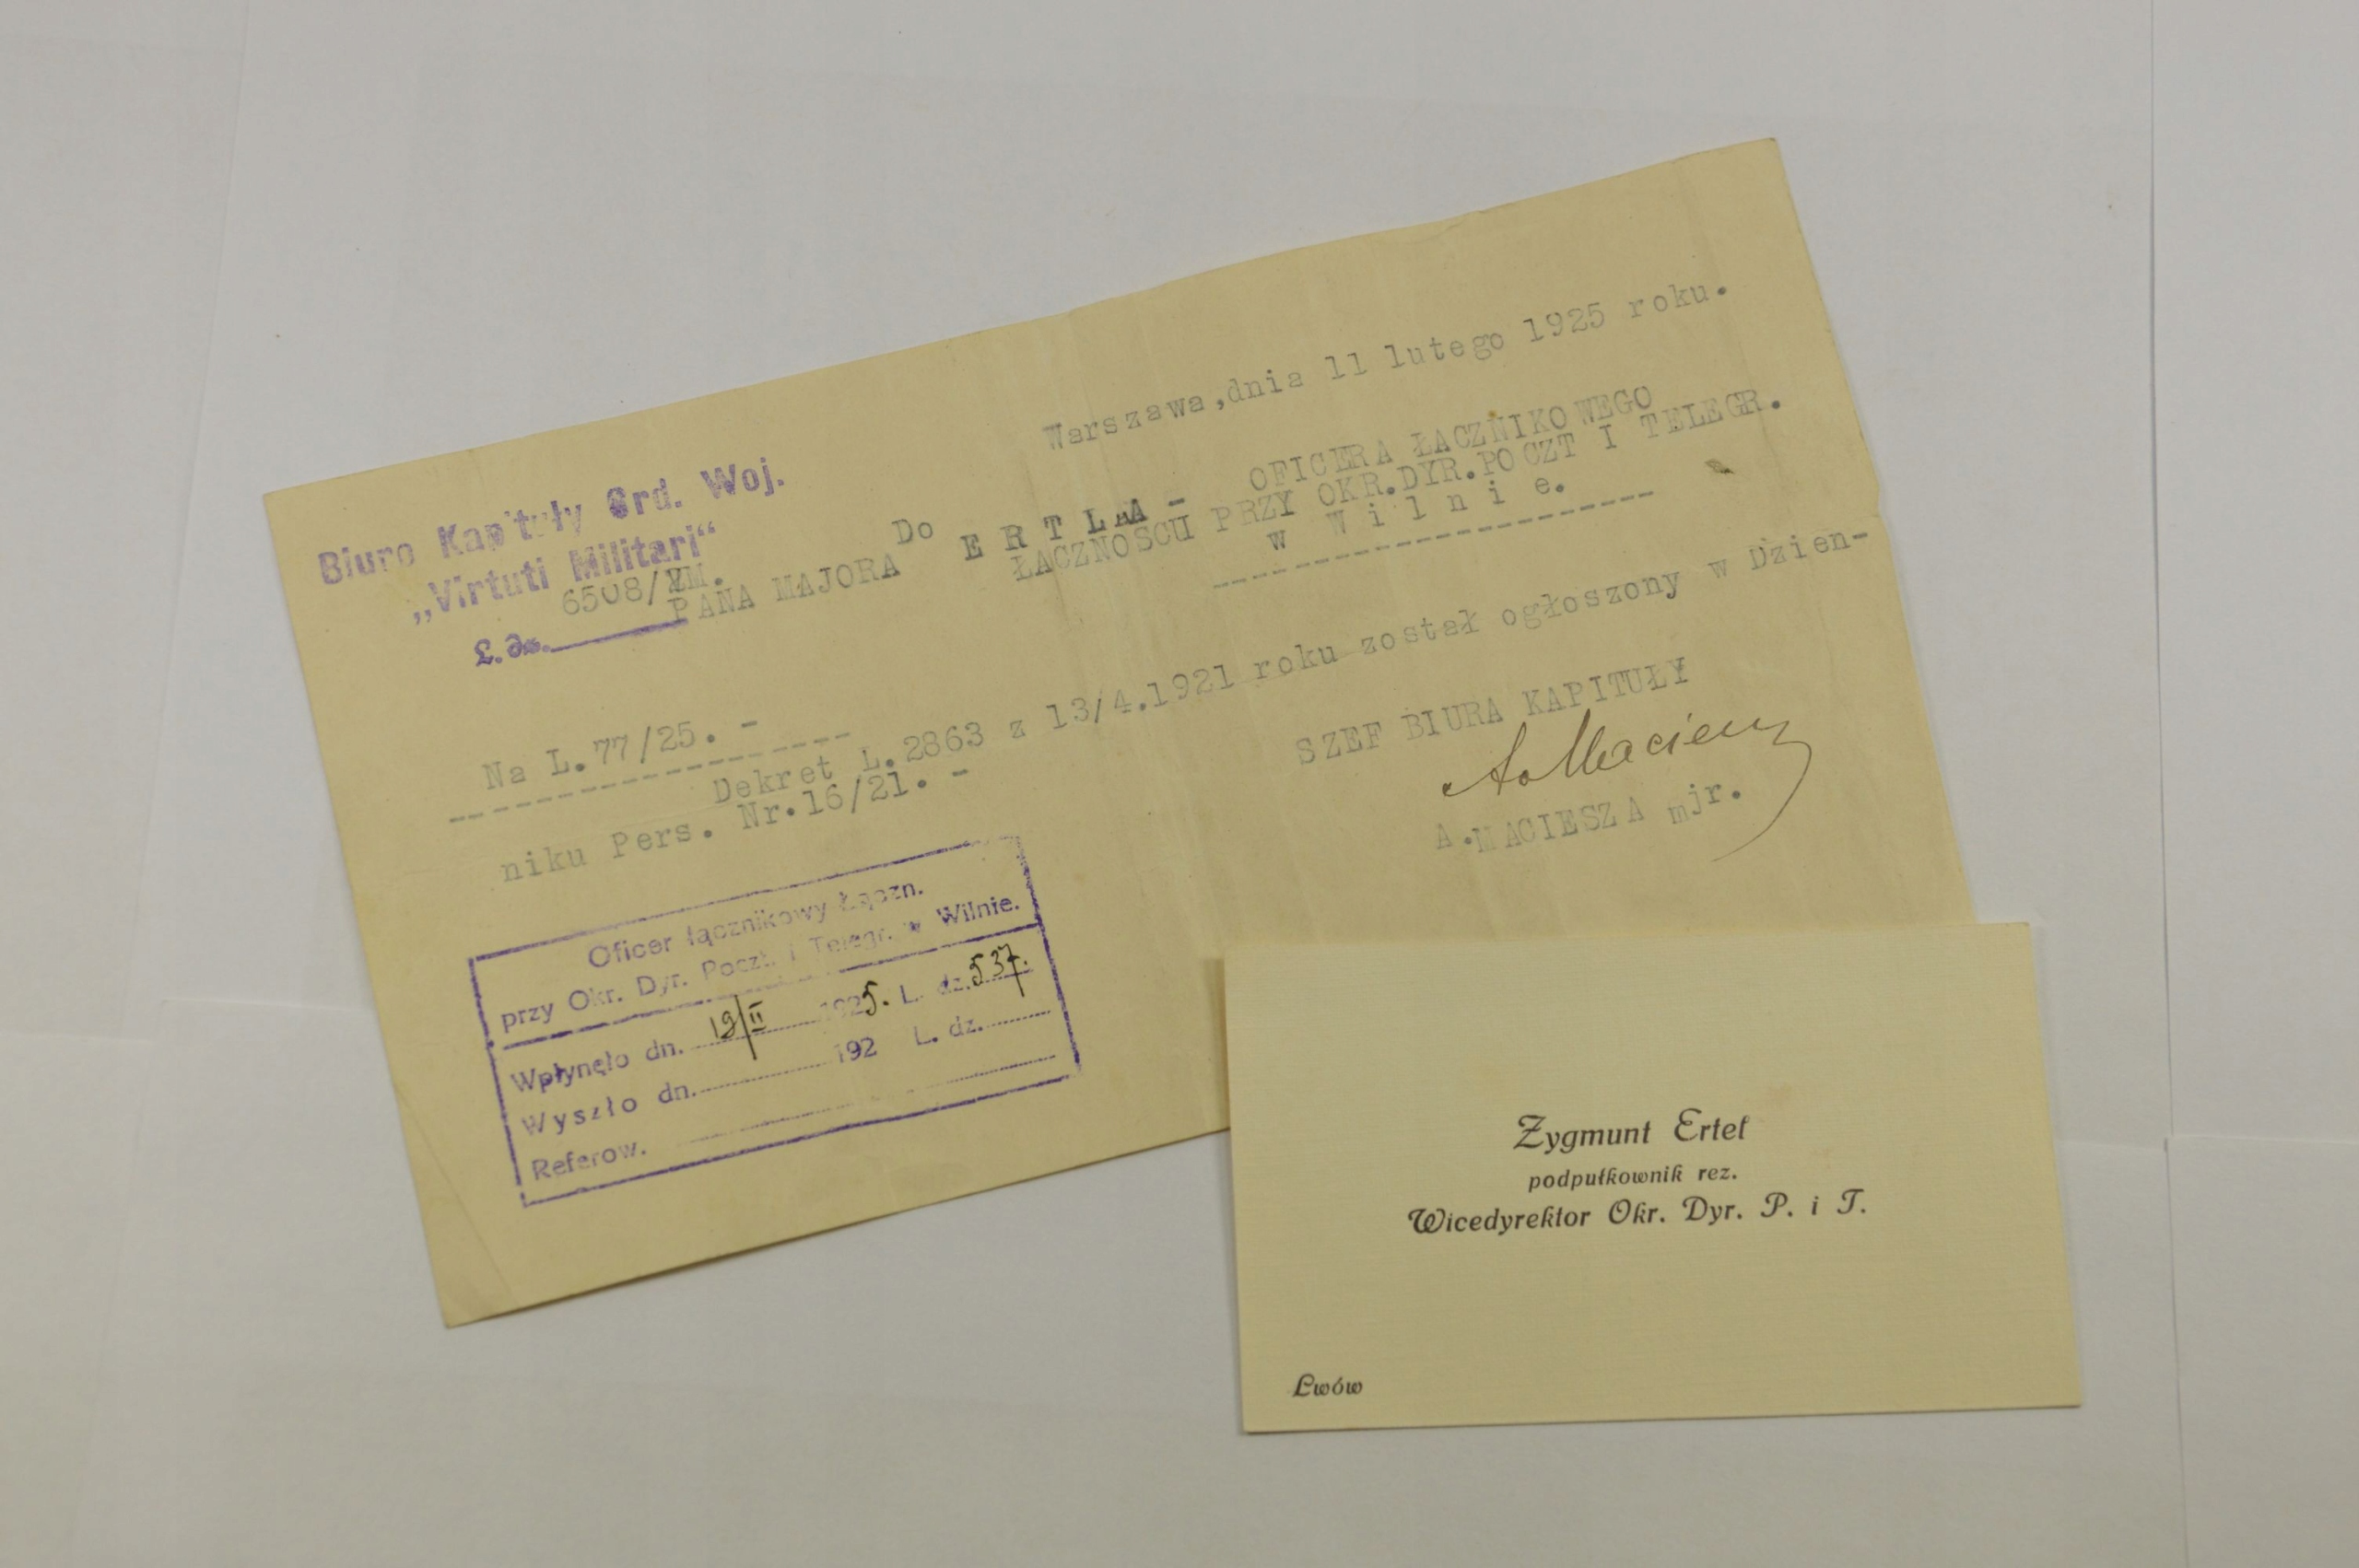 Biuro Kapituły Ord. Woj.
„Virtuti Militari“
6508/VM.
L. dz.
Warszawa,dnia 11 lutego 1925 roku.
Do
PANA MAJORA E R T L A - OFICERA ŁACZNIKOWEGO
ŁACZNOSCI PRZY OKR.DYR.POCZT I TELEGR.
w W i l n i e.
Na L.77/25. -
Dekret L.2863 z 13/4.1921 roku został ogłoszony w Dzien-
niku Pers. Nr.16/21. -
SZEF BIURA KAPITUŁY
A.MACIESZA mjr.
Oficer łącznikowy Łączn.
przy Okr. Dyr. Poczt. i Telegr. w Wilnie.
Wpłynęło dn. 19/II 1925. L. dz. 537.
Wyszło dn. 192 L. dz.
Referow.
Zygmunt Ertel
podpułkownik rez.
Wicedyrektor Okr. Dyr. P. i T.
Lwów